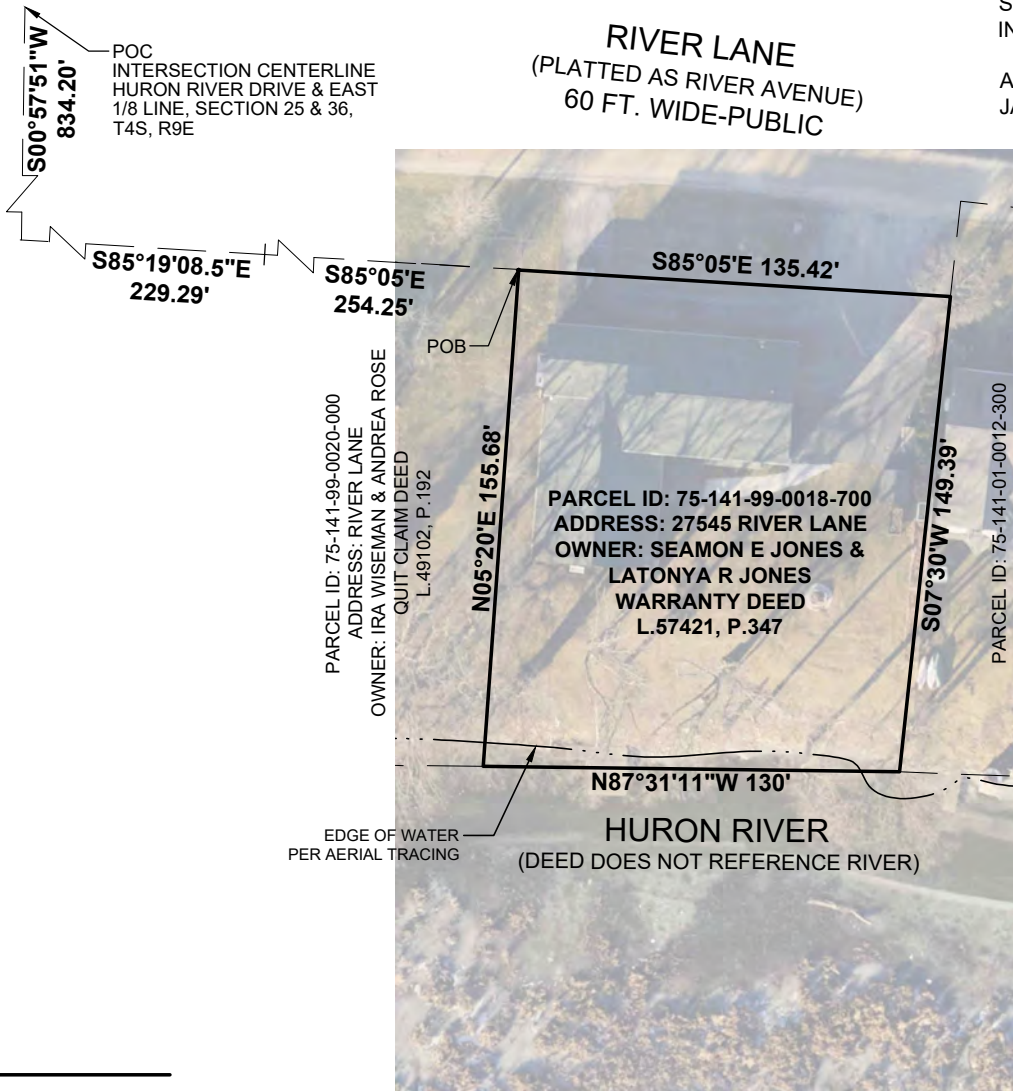 S
IN
A
JA
RIVER LANE
(PLATTED AS RIVER AVENUE)
60 FT. WIDE-PUBLIC
S00°57'51"W
834.20'
POC
INTERSECTION CENTERLINE
HURON RIVER DRIVE & EAST
1/8 LINE, SECTION 25 & 36,
T4S, R9E
S85°19'08.5"E
229.29'
S85°05'E
254.25'
S85°05'E 135.42'
POB
PARCEL ID: 75-141-99-0020-000
ADDRESS: RIVER LANE
OWNER: IRA WISEMAN & ANDREA ROSE
QUIT CLAIM DEED
L.49102, P.192
N05°20'E 155.68'
PARCEL ID: 75-141-99-0018-700
ADDRESS: 27545 RIVER LANE
OWNER: SEAMON E JONES &
LATONYA R JONES
WARRANTY DEED
L.57421, P.347
S07°30'W 149.39'
PARCEL ID: 75-141-01-0012-300
N87°31'11"W 130'
EDGE OF WATER
PER AERIAL TRACING
HURON RIVER
(DEED DOES NOT REFERENCE RIVER)